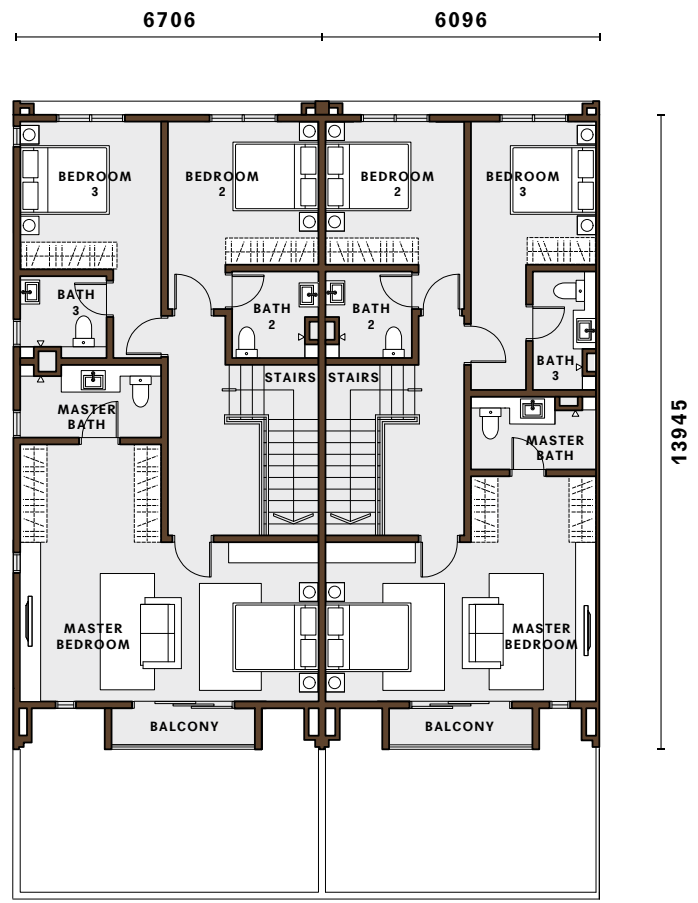 6706
6096
BEDROOM
3
BEDROOM
2
BEDROOM
2
BEDROOM
3
BATH
3
BATH
2
BATH
2
BATH
3
STAIRS
STAIRS
MASTER
BATH
MASTER
BATH
13945
MASTER
BEDROOM
MASTER
BEDROOM
BALCONY
BALCONY